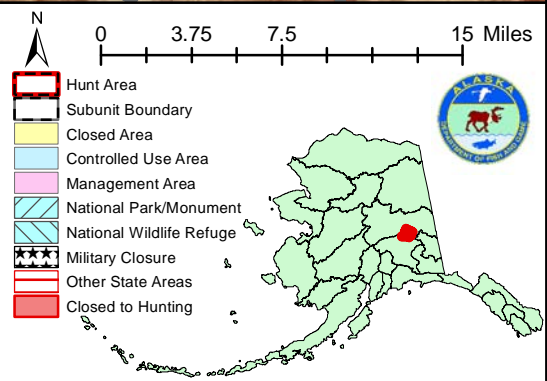 N
0 3.75 7.5 15 Miles
Hunt Area
Subunit Boundary
Closed Area
Controlled Use Area
Management Area
National Park/Monument
National Wildlife Refuge
Military Closure
Other State Areas
Closed to Hunting
ALASKA
DEPARTMENT OF FISH AND GAME